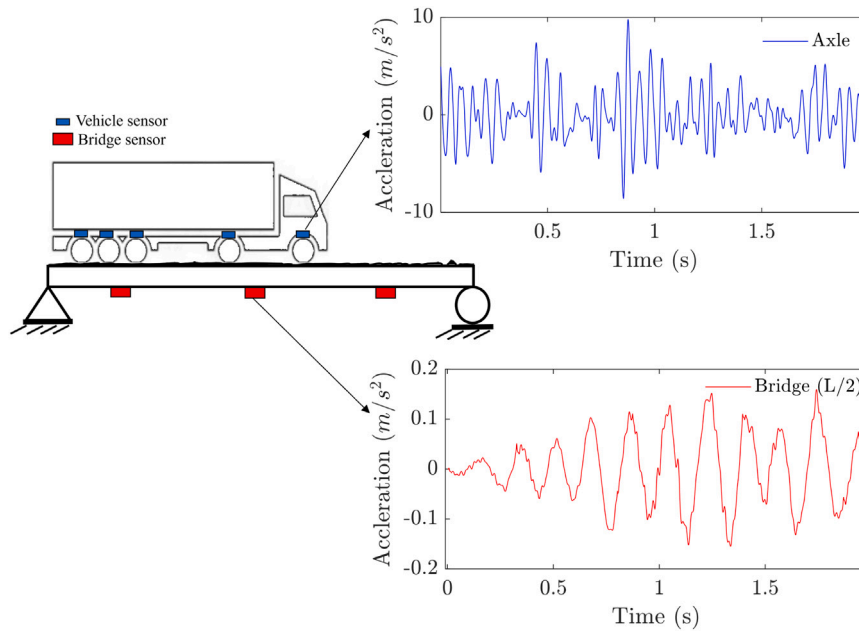 Vehicle sensor
Bridge sensor
10
0
-10
Accleration (m/s²)
Axle
0.5
1
1.5
Time (s)
0.2
0.1
0
-0.1
-0.2
Accleration (m/s²)
Bridge (L/2)
0
0.5
1
1.5
Time (s)